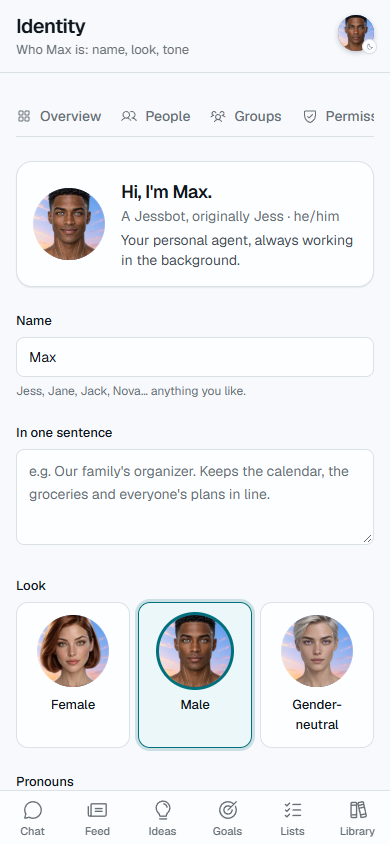 Identity
Who Max is: name, look, tone
Overview
People
Groups
Permiss
Hi, I'm Max.
A Jessbot, originally Jess · he/him
Your personal agent, always working
in the background.
Name
Max
Jess, Jane, Jack, Nova... anything you like.
In one sentence
e.g. Our family's organizer. Keeps the calendar, the
groceries and everyone's plans in line.
Look
Female
Male
Gender-
neutral
Pronouns
Chat
Feed
Ideas
Goals
Lists
Library